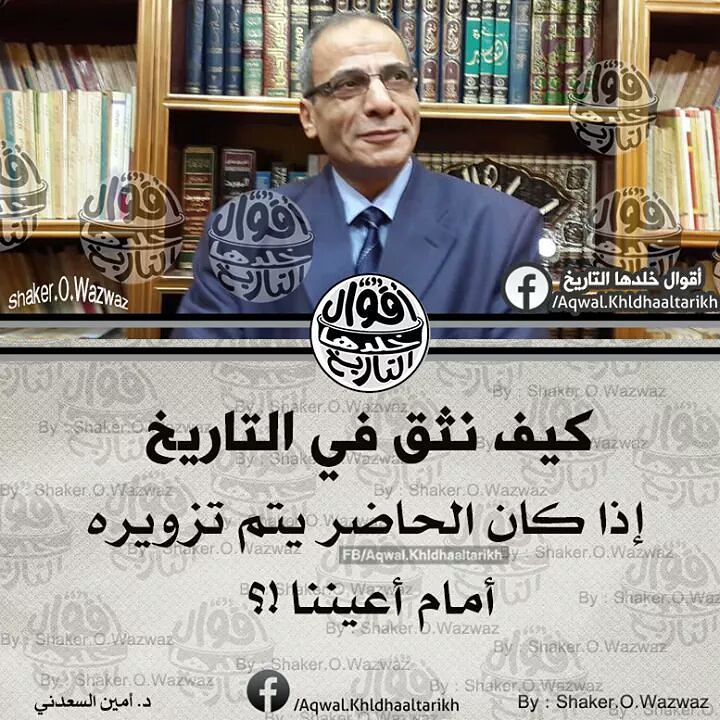 أقوال خلدها التاريخ
/Aqwal.Khldhaaltarikh
Shaker.O.Wazwaz
أقوال
خلدها
التاريخ
كيف نثق في التاريخ
إذا كان الحاضر يتم تزويره
FB/Aqwal.Khldhaaltarikh
أمام أعيننا !؟
د. أمين السعدني
/Aqwal.Khldhaaltarikh
By : Shaker.O.Wazwaz